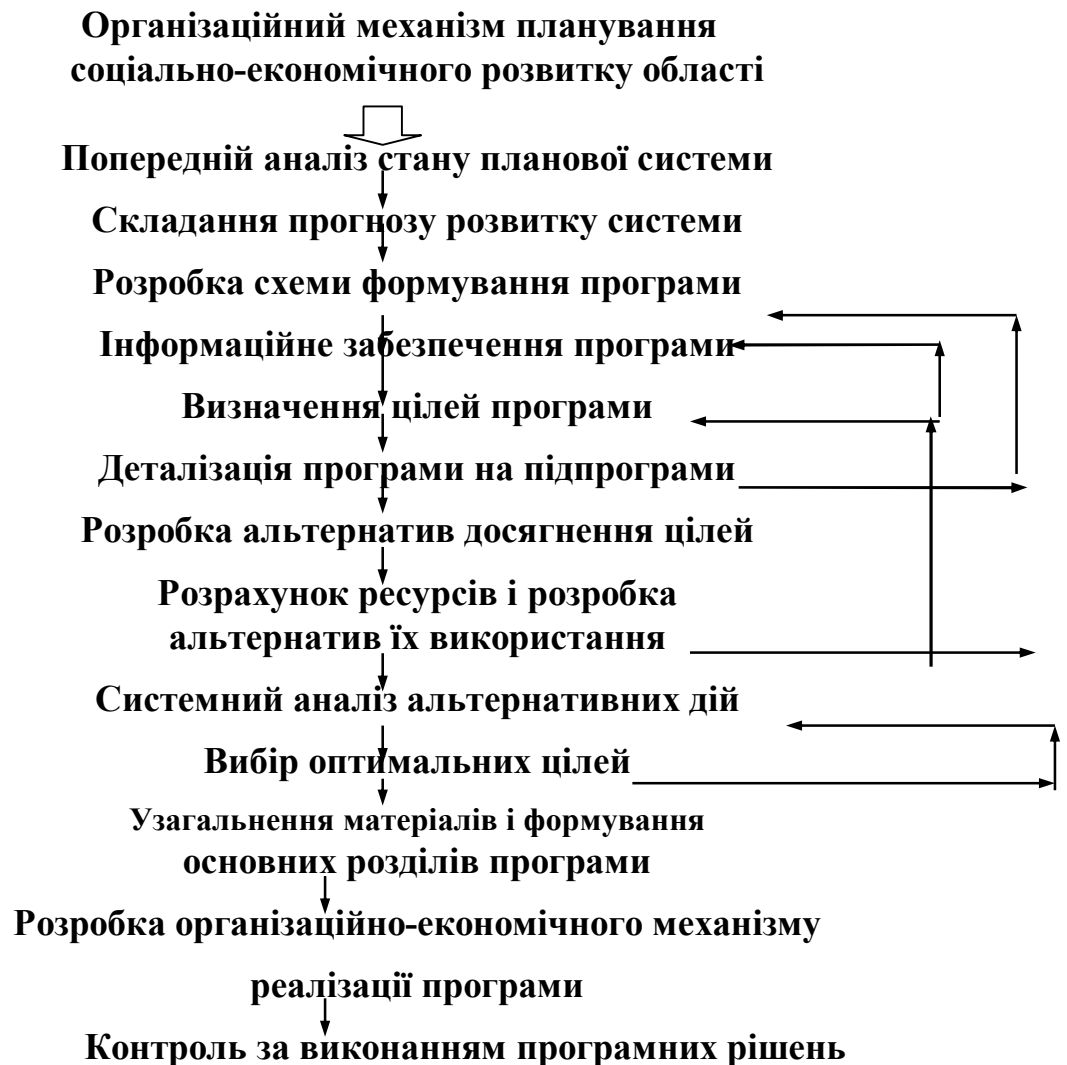 Організаційний механізм планування
соціально-економічного розвитку області
Попередній аналіз стану планової системи
Складання прогнозу розвитку системи
Розробка схеми формування програми
Інформаційне забезпечення програми
Визначення цілей програми
Деталізація програми на підпрограми
Розробка альтернатив досягнення цілей
Розрахунок ресурсів і розробка
альтернатив їх використання
Системний аналіз альтернативних дій
Вибір оптимальних цілей
Узагальнення матеріалів і формування
основних розділів програми
Розробка організаційно-економічного механізму
реалізації програми
Контроль за виконанням програмних рішень